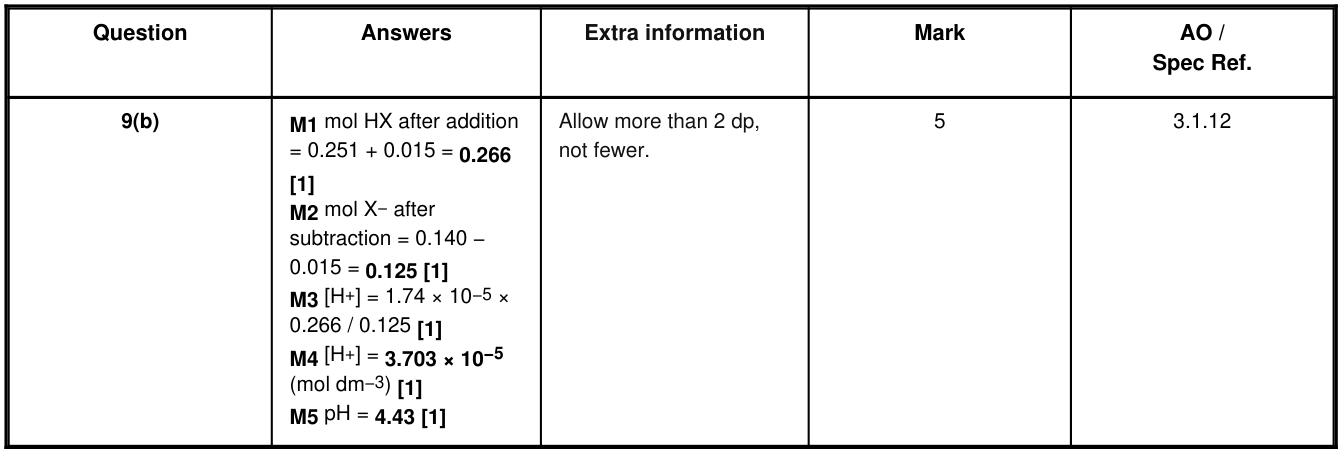 Question Answers Extra information Mark AO /
Spec Ref.
9(b)
M1 mol HX after addition
= 0.251 + 0.015 = 0.266
[1]
M2 mol X− after
subtraction = 0.140 −
0.015 = 0.125 [1]
M3 [H+] = 1.74 × 10−5 ×
0.266 / 0.125 [1]
M4 [H+] = 3.703 × 10−5
(mol dm−3) [1]
M5 pH = 4.43 [1]
Allow more than 2 dp,
not fewer.
5
3.1.12